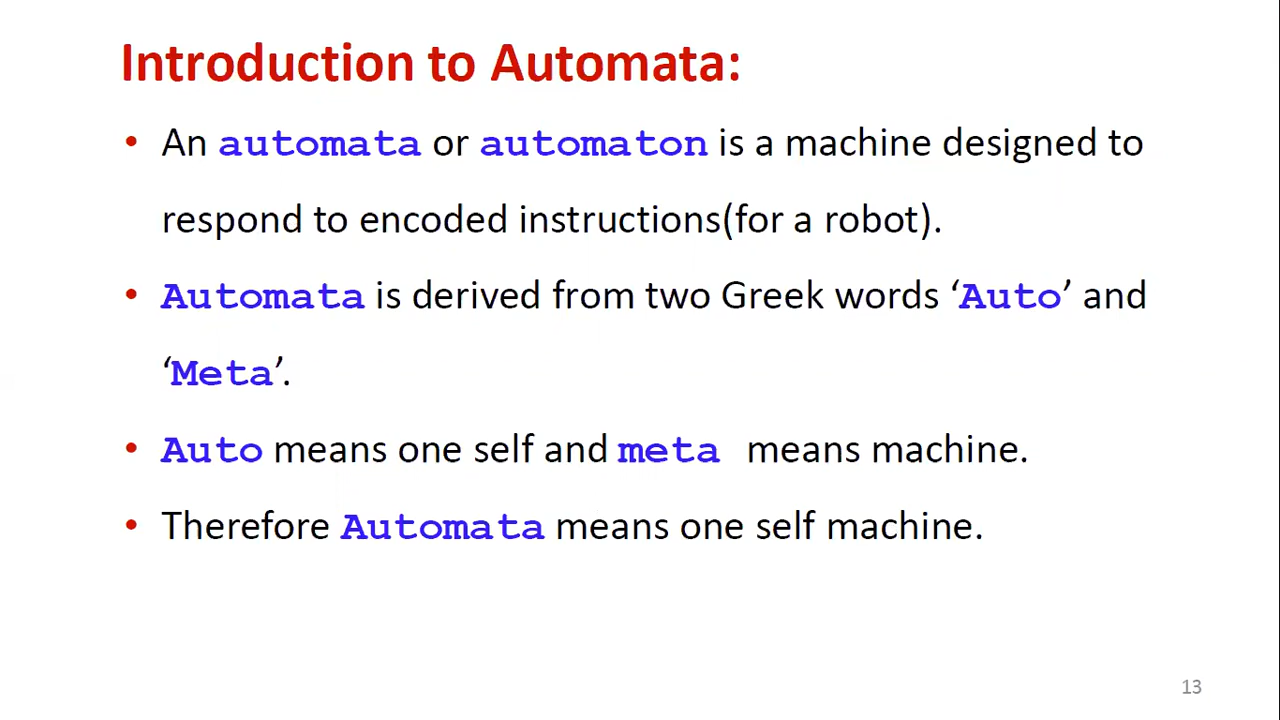 Introduction to Automata:
• An automata or automaton is a machine designed to
respond to encoded instructions(for a robot).
• Automata is derived from two Greek words ‘Auto’ and
‘Meta’.
• Auto means one self and meta means machine.
• Therefore Automata means one self machine.
13